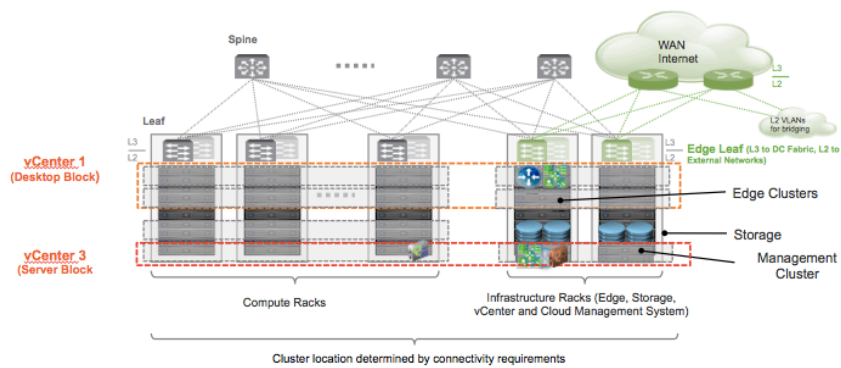 Spine
WAN
Internet
L3
L2
Leaf
L2 VLANs
for bridging
L3
L2
L3
L2
Edge Leaf (L3 to DC Fabric, L2 to
External Networks)
vCenter 1
(Desktop Block)
Edge Clusters
Storage
vCenter 3
(Server Block
Management
Cluster
Compute Racks
Infrastructure Racks (Edge, Storage,
vCenter and Cloud Management System)
Cluster location determined by connectivity requirements